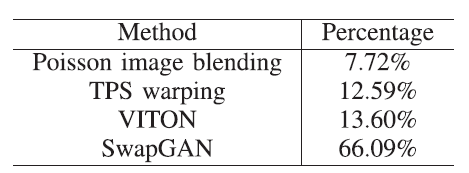 Method Percentage
Poisson image blending 7.72%
TPS warping 12.59%
VITON 13.60%
SwapGAN 66.09%